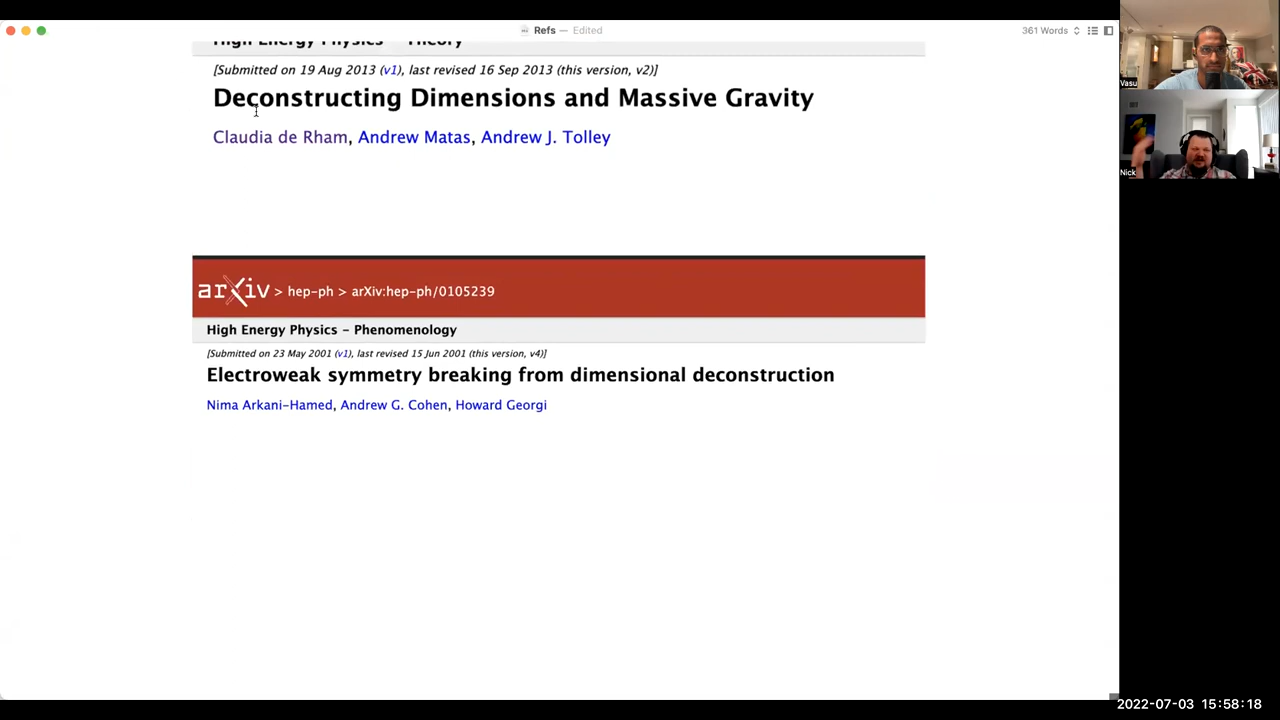 Refs — Edited
361 Words
High Energy Physics – Theory
[Submitted on 19 Aug 2013 (v1), last revised 16 Sep 2013 (this version, v2)]
Deconstructing Dimensions and Massive Gravity
Claudia de Rham, Andrew Matas, Andrew J. Tolley
arXiv > hep-ph > arXiv:hep-ph/0105239
High Energy Physics – Phenomenology
[Submitted on 23 May 2001 (v1), last revised 15 Jun 2001 (this version, v4)]
Electroweak symmetry breaking from dimensional deconstruction
Nima Arkani-Hamed, Andrew G. Cohen, Howard Georgi
Vasu
Nick
2022-07-03 15:58:18